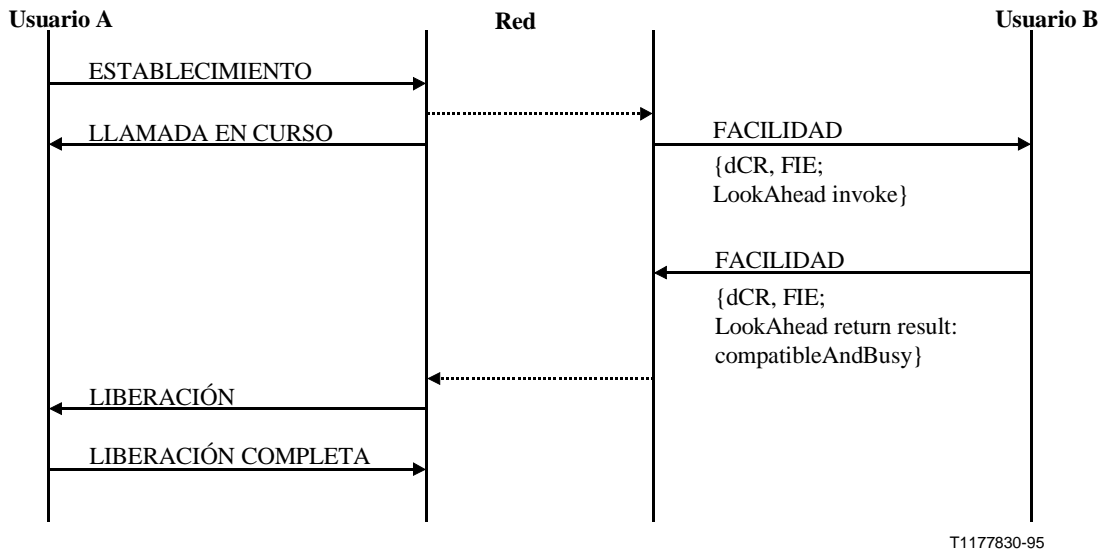 Usuario A
Red
Usuario B
ESTABLECIMIENTO
LLAMADA EN CURSO
FACILIDAD
{dCR, FIE;
LookAhead invoke}
FACILIDAD
{dCR, FIE;
LookAhead return result:
compatibleAndBusy}
LIBERACIÓN
LIBERACIÓN COMPLETA
T1177830-95